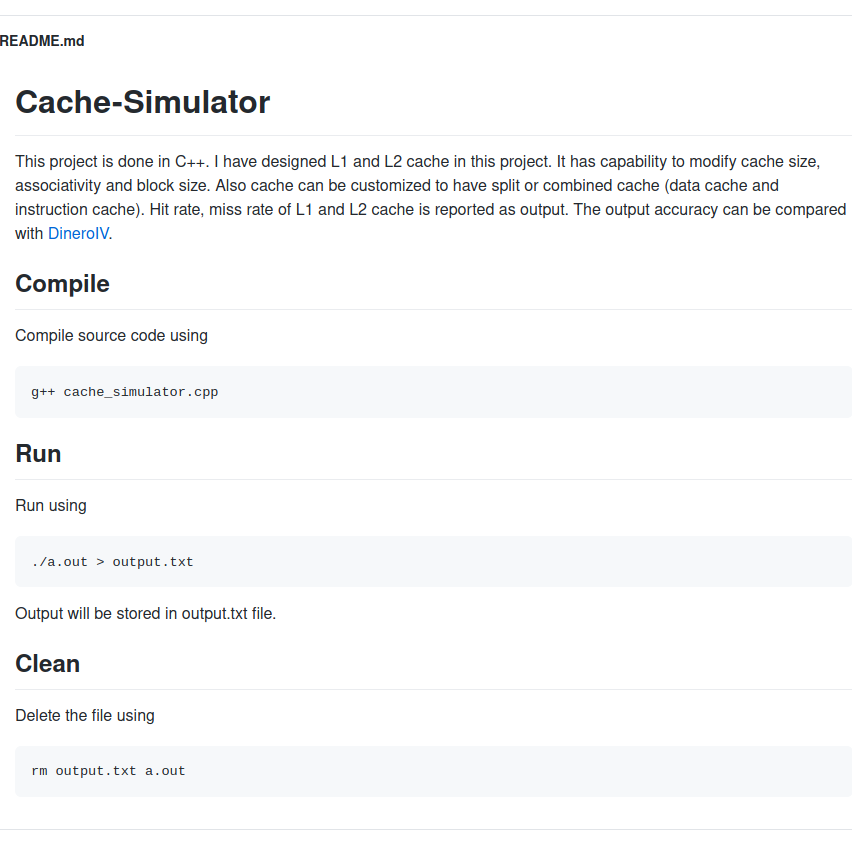 README.md
Cache-Simulator
This project is done in C++. I have designed L1 and L2 cache in this project. It has capability to modify cache size,
associativity and block size. Also cache can be customized to have split or combined cache (data cache and
instruction cache). Hit rate, miss rate of L1 and L2 cache is reported as output. The output accuracy can be compared
with DineroIV.
Compile
Compile source code using
g++ cache_simulator.cpp
Run
Run using
./a.out > output.txt
Output will be stored in output.txt file.
Clean
Delete the file using
rm output.txt a.out